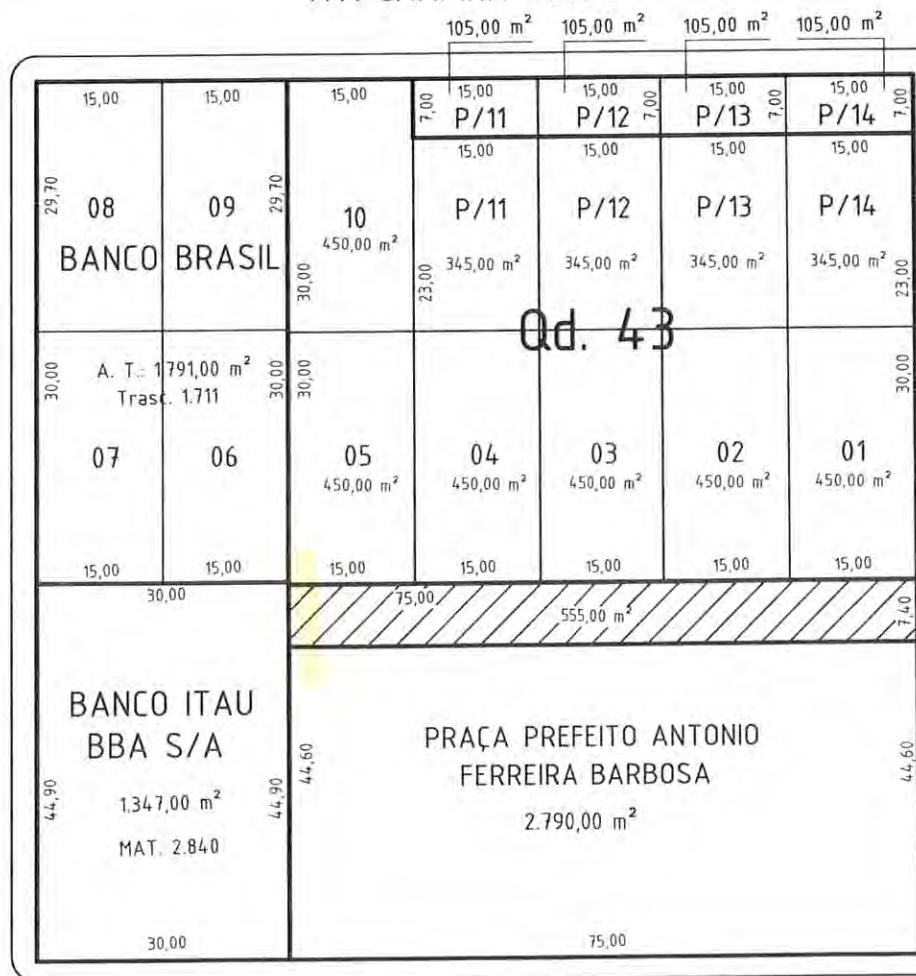 105,00 m² 105,00 m² 105,00 m² 105,00 m²
15,00 15,00 15,00 15,00 15,00 15,00 15,00
7,00 P/11 P/12 7,00 P/13 7,00 P/14 7,00
15,00 15,00 15,00 15,00
29,70 08 09 29,70 10 P/11 P/12 P/13 P/14
450,00 m²
BANCO BRASIL
30,00 23,00 345,00 m² 345,00 m² 345,00 m² 345,00 m² 23,00
Qd. 43
30,00 A. T.: 1.791,00 m² 30,00 30,00 30,00
Trasc. 1.711
07 06 05 04 03 02 01
450,00 m² 450,00 m² 450,00 m² 450,00 m² 450,00 m²
15,00 15,00 15,00 15,00 15,00 15,00 15,00
30,00 75,00
555,00 m² 7,40
BANCO ITAU
BBA S/A
1.347,00 m²
MAT. 2.840
44,90 44,90 44,60
PRAÇA PREFEITO ANTONIO
FERREIRA BARBOSA
2.790,00 m²
44,60
30,00 75,00